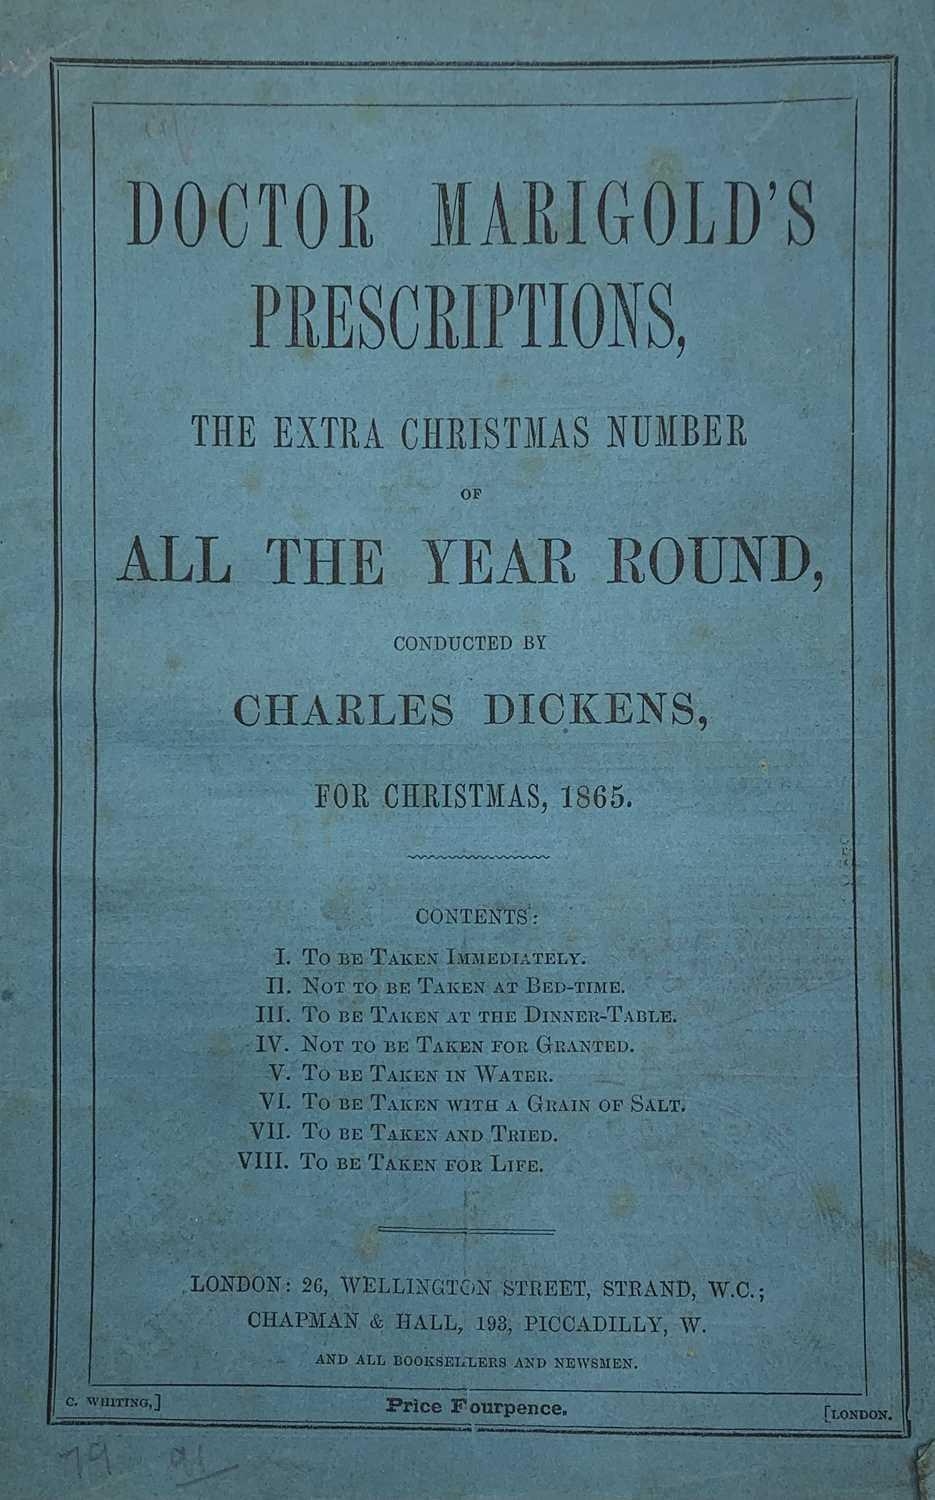 DOCTOR MARIGOLD'S
PRESCRIPTIONS,
THE EXTRA CHRISTMAS NUMBER
OF
ALL THE YEAR ROUND,
CONDUCTED BY
CHARLES DICKENS,
FOR CHRISTMAS, 1865.
CONTENTS:
I. TO BE TAKEN IMMEDIATELY.
II. NOT TO BE TAKEN AT BED-TIME.
III. TO BE TAKEN AT THE DINNER-TABLE.
IV. NOT TO BE TAKEN FOR GRANTED.
V. TO BE TAKEN IN WATER.
VI. TO BE TAKEN WITH A GRAIN OF SALT.
VII. TO BE TAKEN AND TRIED.
VIII. TO BE TAKEN FOR LIFE.
LONDON: 26, WELLINGTON STREET, STRAND, W.C.;
CHAPMAN & HALL, 193, PICCADILLY, W.
AND ALL BOOKSELLERS AND NEWSMEN.
C. WHITING,] Price Fourpence. [LONDON.
79 91